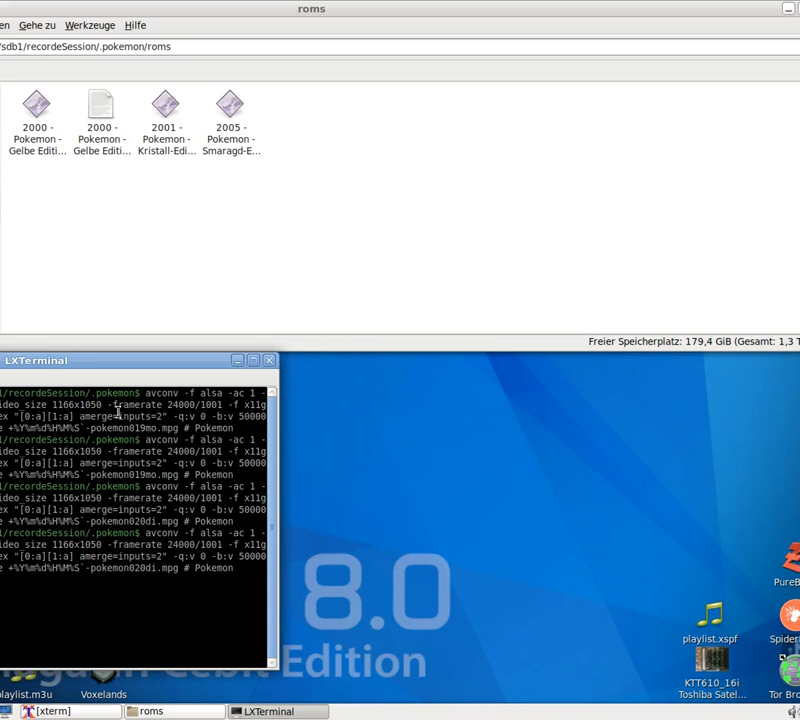 roms
en Gehe zu Werkzeuge Hilfe
/sdb1/recordeSession/.pokemon/roms
2000 -
Pokemon -
Gelbe Editi...
2000 -
Pokemon -
Gelbe Editi...
2001 -
Pokemon -
Kristall-Edi...
2005 -
Pokemon -
Smaragd-E...
Freier Speicherplatz: 179,4 GiB (Gesamt: 1,3 T
LXTerminal
1/recordeSession/.pokemon$ avconv -f alsa -ac 1 -
ideo_size 1166x1050 -framerate 24000/1001 -f x11g
ex "[0:a][1:a] amerge=inputs=2" -q:v 0 -b:v 50000
e +%Y%m%d%H%M%S`-pokemon019mo.mpg # Pokemon
1/recordeSession/.pokemon$ avconv -f alsa -ac 1 -
ideo_size 1166x1050 -framerate 24000/1001 -f x11g
ex "[0:a][1:a] amerge=inputs=2" -q:v 0 -b:v 50000
e +%Y%m%d%H%M%S`-pokemon019mo.mpg # Pokemon
1/recordeSession/.pokemon$ avconv -f alsa -ac 1 -
ideo_size 1166x1050 -framerate 24000/1001 -f x11g
ex "[0:a][1:a] amerge=inputs=2" -q:v 0 -b:v 50000
e +%Y%m%d%H%M%S`-pokemon020di.mpg # Pokemon
1/recordeSession/.pokemon$ avconv -f alsa -ac 1 -
ideo_size 1166x1050 -framerate 24000/1001 -f x11g
ex "[0:a][1:a] amerge=inputs=2" -q:v 0 -b:v 50000
e +%Y%m%d%H%M%S`-pokemon020di.mpg # Pokemon
8.0
Cebit Edition
PureB
playlist.xspf
Spider
KTT610_16i
Toshiba Satel...
Tor Bro
playlist.m3u
Voxelands
[xterm]
roms
LXTerminal